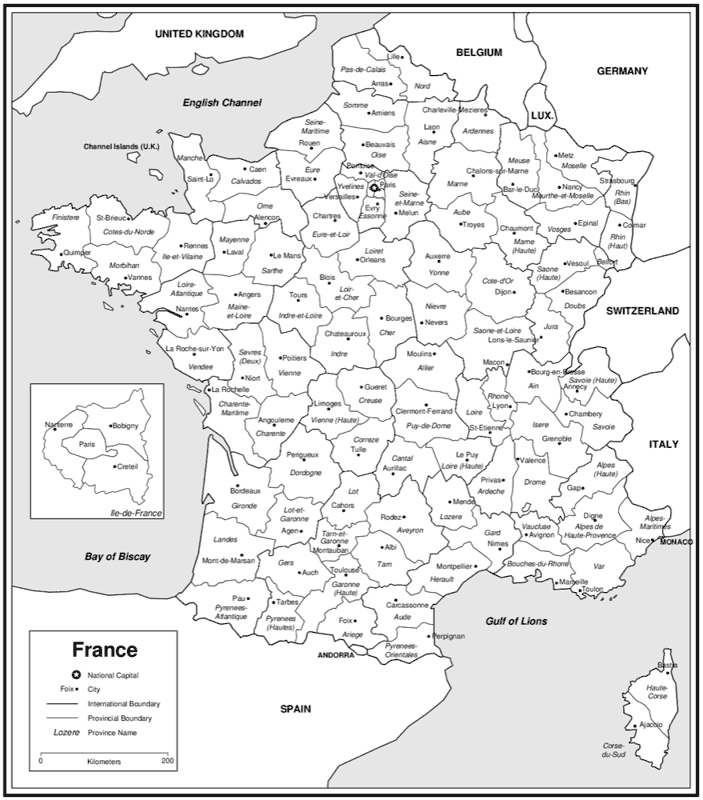 UNITED KINGDOM
BELGIUM
GERMANY
LUX.
English Channel
Channel Islands (U.K.)
Lille
Pas-de-Calais
Arras
Nord
Somme
Amiens
Charleville-Mezieres
Seine-
Maritime
Rouen
Laon
Aisne
Ardennes
Beauvais
Oise
Manche
Saint-Lo
Caen
Calvados
Eure
Evreaux
Pontoise
Val-d'Oise
Yvelines
Paris
Versailles
Evry
Essonne
Seine-
et-Marne
Melun
Chalons-sur-Marne
Marne
Meuse
Bar-le-Duc
Metz
Moselle
Nancy
Meurthe-et-Moselle
Strasbourg
Rhin
(Bas)
Finistere
St-Brieuc
Cotes-du-Nord
Quimper
Morbihan
Vannes
Rennes
Ile-et-Vilaine
Orne
Alencon
Mayenne
Laval
Le Mans
Sarthe
Chartres
Eure-et-Loir
Loiret
Orleans
Aube
Troyes
Chaumont
Marne
(Haute)
Vosges
Epinal
Colmar
Rhin
(Haut)
Auxerre
Yonne
Saone
(Haute)
Vesoul
Belfort
Loire-
Atlantique
Nantes
Angers
Maine-
et-Loire
Tours
Indre-et-Loire
Blois
Loir-
et-Cher
Bourges
Cher
Nievre
Nevers
Cote-d'Or
Dijon
Besancon
Doubs
SWITZERLAND
La Roche-sur-Yon
Vendee
Sevres
(Deux)
Niort
Poitiers
Vienne
Chateauroux
Indre
Moulins
Allier
Saone-et-Loire
Lons-le-Saunier
Jura
Macon
Bourg-en-Bresse
Ain
Savoie (Haute)
Annecy
La Rochelle
Charente-
Maritime
Angouleme
Charente
Limoges
Vienne (Haute)
Gueret
Creuse
Clermont-Ferrand
Puy-de-Dome
Loire
St-Etienne
Rhone
Lyon
Isere
Grenoble
Chambery
Savoie
ITALY
Nanterre
Bobigny
Paris
Creteil
Ile-de-France
Perigueux
Dordogne
Correze
Tulle
Cantal
Aurillac
Le Puy
Loire (Haute)
Valence
Privas
Ardeche
Drome
Alpes
(Haute)
Gap
Bordeaux
Gironde
Lot-et-
Garonne
Agen
Lot
Cahors
Rodez
Aveyron
Mende
Lozere
Gard
Nimes
Vaucluse
Avignon
Digne
Alpes de
Haute-Provence
Alpes-
Maritimes
Nice
MONACO
Bay of Biscay
Landes
Mont-de-Marsan
Gers
Auch
Tarn-et-
Garonne
Montauban
Toulouse
Garonne
(Haute)
Albi
Tarn
Montpellier
Herault
Bouches-du-Rhone
Marseille
Var
Toulon
Pau
Pyrenees-
Atlantique
Tarbes
Pyrenees
(Hautes)
Foix
Ariege
Carcassonne
Aude
Perpignan
Pyrenees-
Orientales
Gulf of Lions
ANDORRA
SPAIN
Bastia
Haute-
Corse
Ajaccio
Corse-
du-Sud
France
National Capital
Foix
City
International Boundary
Provincial Boundary
Lozere
Province Name
0
200
Kilometers